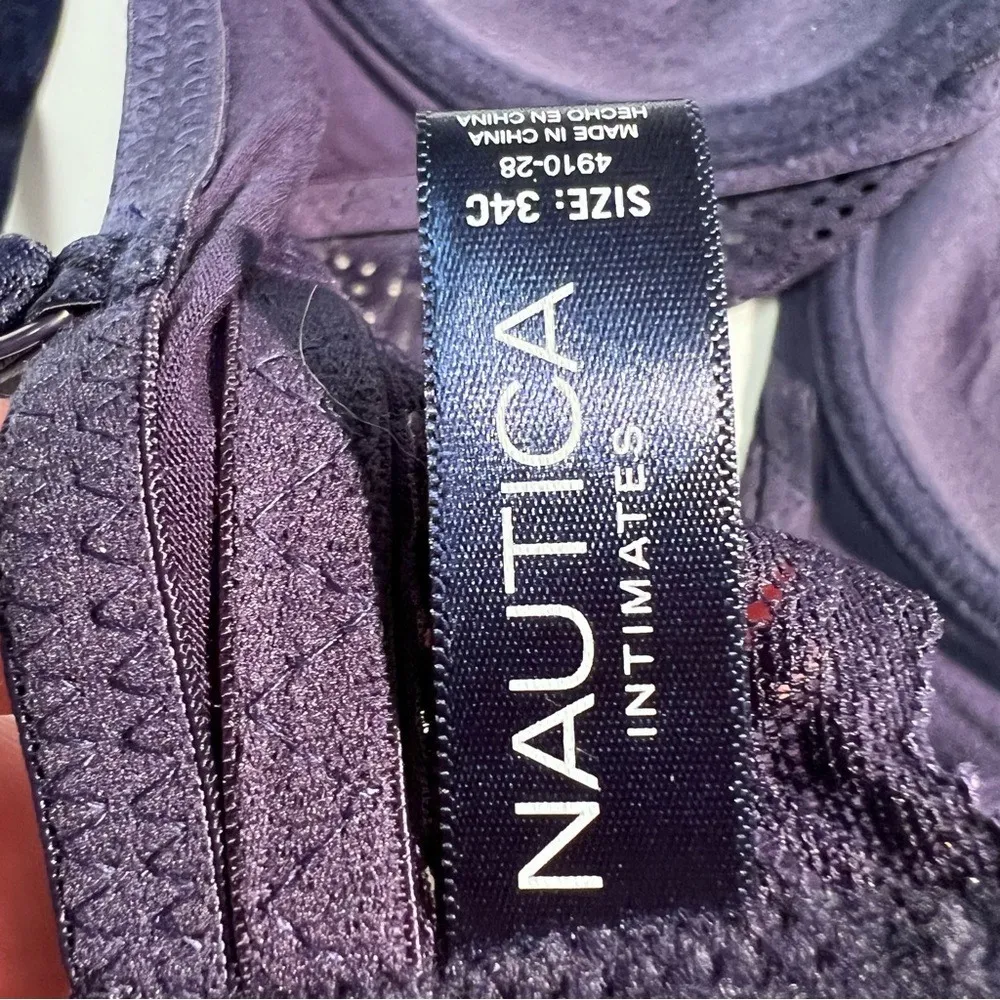 NAUTICA
INTIMATES
SIZE: 34C
4910-28
MADE IN CHINA
HECHO EN CHINA